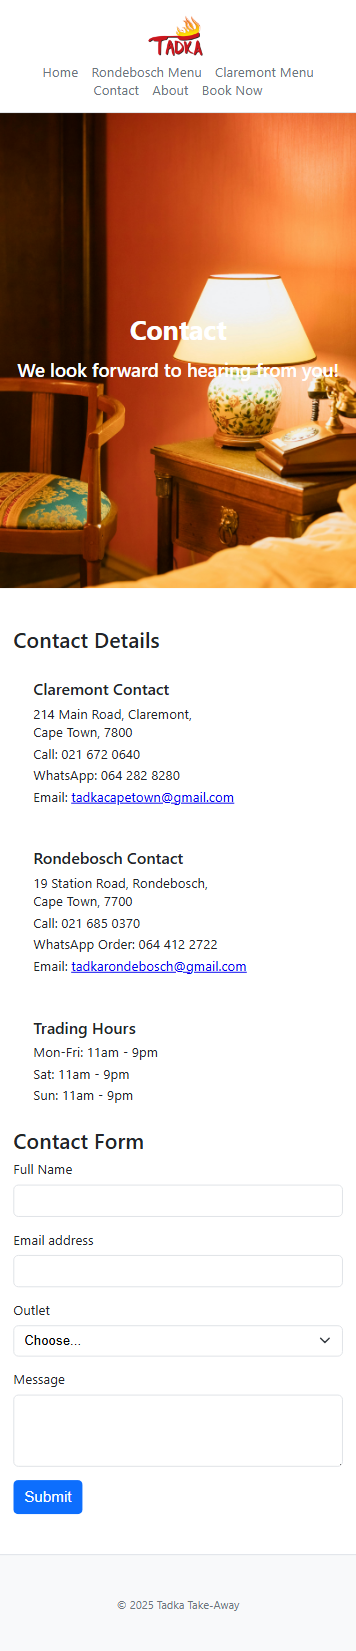 TADKA
Home Rondebosch Menu Claremont Menu
Contact About Book Now
Contact
We look forward to hearing from you!
Contact Details
Claremont Contact
214 Main Road, Claremont,
Cape Town, 7800
Call: 021 672 0640
WhatsApp: 064 282 8280
Email: tadkacapetown@gmail.com
Rondebosch Contact
19 Station Road, Rondebosch,
Cape Town, 7700
Call: 021 685 0370
WhatsApp Order: 064 412 2722
Email: tadkarondebosch@gmail.com
Trading Hours
Mon-Fri: 11am - 9pm
Sat: 11am - 9pm
Sun: 11am - 9pm
Contact Form
Full Name
Email address
Outlet
Choose...
Message
Submit
© 2025 Tadka Take-Away